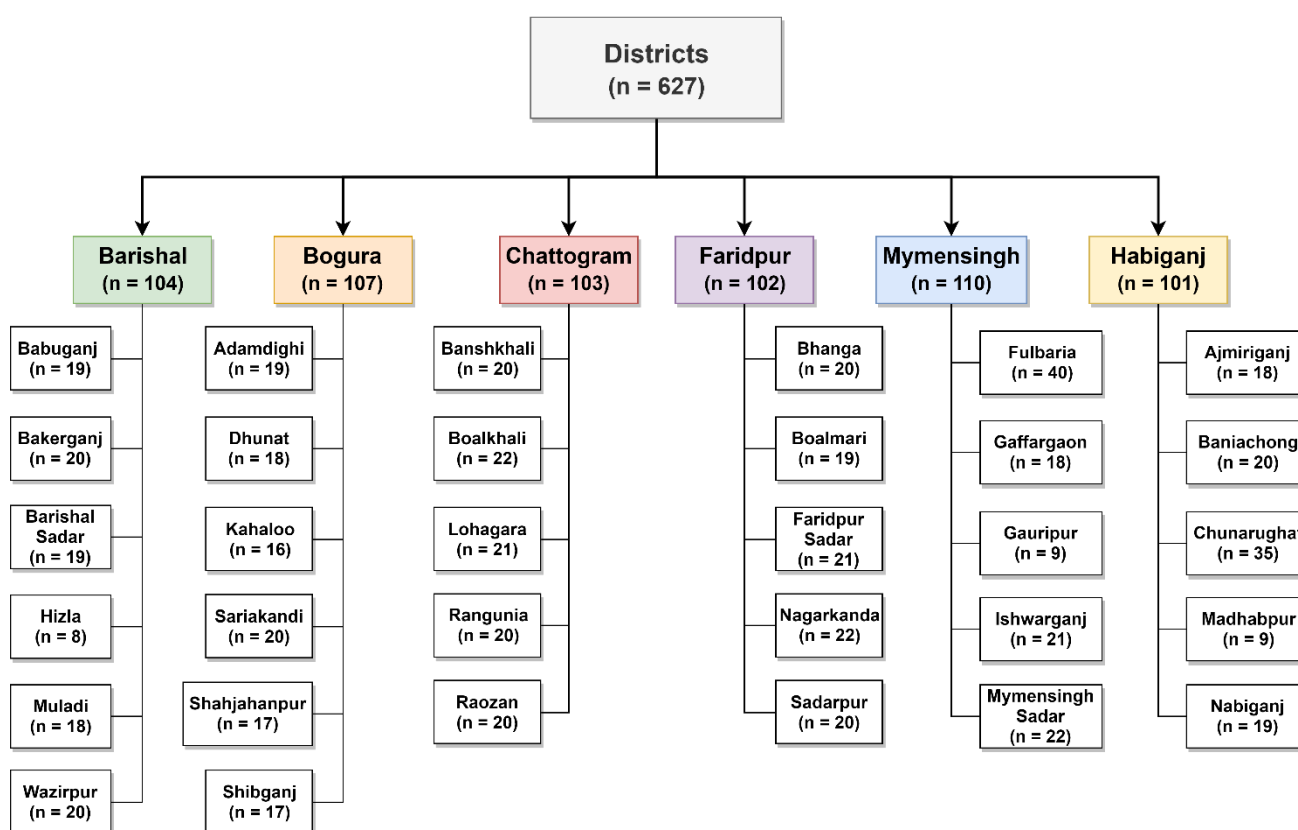 Districts
(n = 627)
Barishal
(n = 104)
Bogura
(n = 107)
Chattogram
(n = 103)
Faridpur
(n = 102)
Mymensingh
(n = 110)
Habiganj
(n = 101)
Babuganj
(n = 19)
Bakerganj
(n = 20)
Barishal
Sadar
(n = 19)
Hizla
(n = 8)
Muladi
(n = 18)
Wazirpur
(n = 20)
Adamdighi
(n = 19)
Dhunat
(n = 18)
Kahaloo
(n = 16)
Sariakandi
(n = 20)
Shahjahanpur
(n = 17)
Shibganj
(n = 17)
Banshkhali
(n = 20)
Boalkhali
(n = 22)
Lohagara
(n = 21)
Rangunia
(n = 20)
Raozan
(n = 20)
Bhanga
(n = 20)
Boalmari
(n = 19)
Faridpur
Sadar
(n = 21)
Nagarkanda
(n = 22)
Sadarpur
(n = 20)
Fulbaria
(n = 40)
Gaffargaon
(n = 18)
Gauripur
(n = 9)
Ishwarganj
(n = 21)
Mymensingh
Sadar
(n = 22)
Ajmiriganj
(n = 18)
Baniachong
(n = 20)
Chunarughat
(n = 35)
Madhabpur
(n = 9)
Nabiganj
(n = 19)